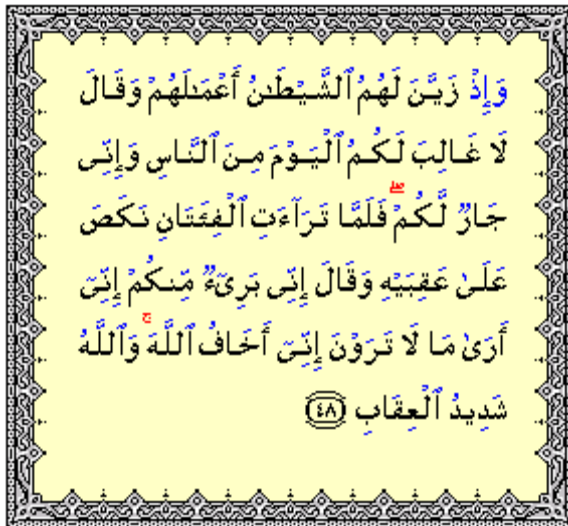 وَإِذْ زَيَّنَ لَهُمُ ٱلشَّيْطَـٰنُ أَعْمَـٰلَهُمْ وَقَالَ
لَا غَالِبَ لَكُمُ ٱلْيَوْمَ مِنَ ٱلنَّاسِ وَإِنِّى
جَارٌ لَّكُمْ ۖ فَلَمَّا تَرَآءَتِ ٱلْفِئَتَانِ نَكَصَ
عَلَىٰ عَقِبَيْهِ وَقَالَ إِنِّى بَرِىٓءٌ مِّنكُمْ إِنِّىٓ
أَرَىٰ مَا لَا تَرَوْنَ إِنِّىٓ أَخَافُ ٱللَّهَ ۚ وَٱللَّهُ
شَدِيدُ ٱلْعِقَابِ ﴿٤٨﴾